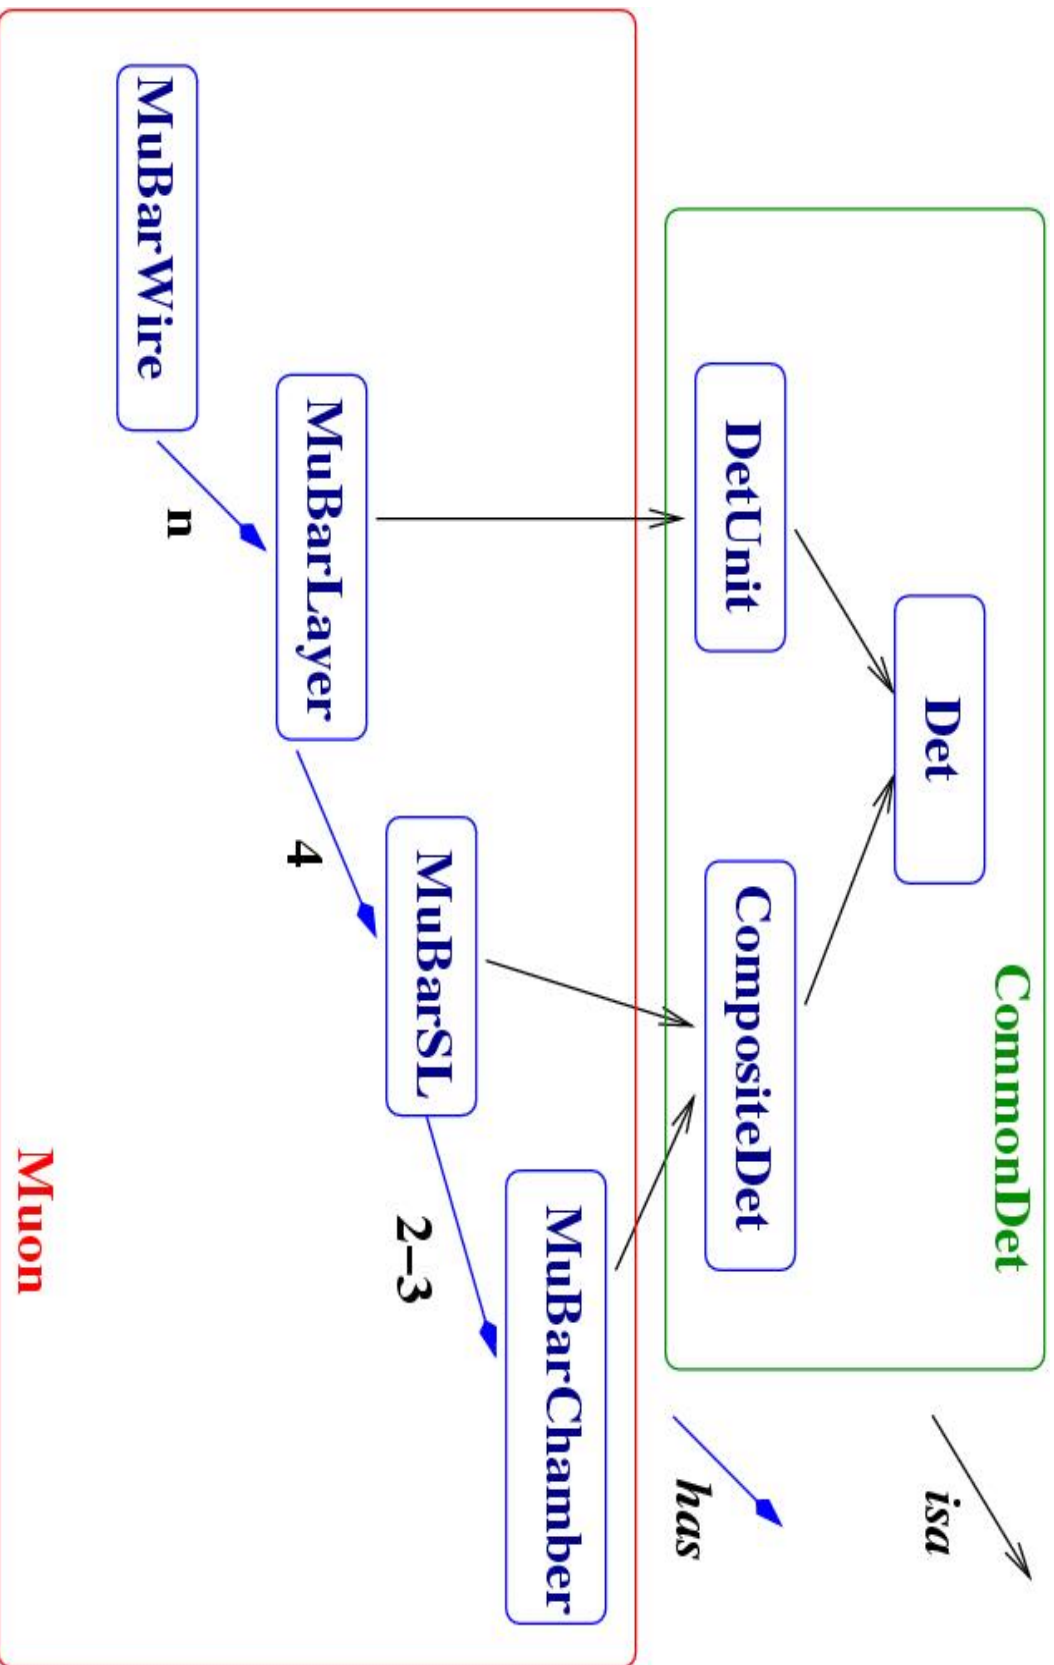 CommonDet
Det
isa
DetUnit
CompositeDet
has
MuBarChamber
MuBarSL
2–3
MuBarLayer
4
MuBarWire
n
Muon